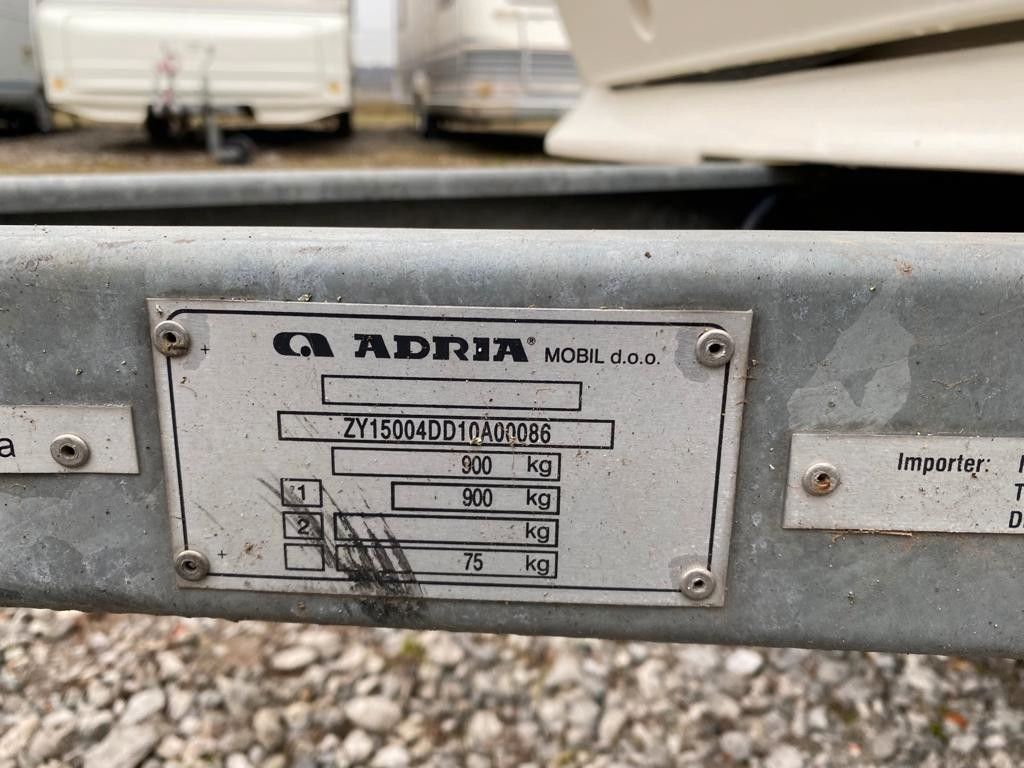 ADRIA® MOBIL d.o.o.
ZY15004DD10A00086
900 kg
1 900 kg
2 kg
75 kg
a
Importer: